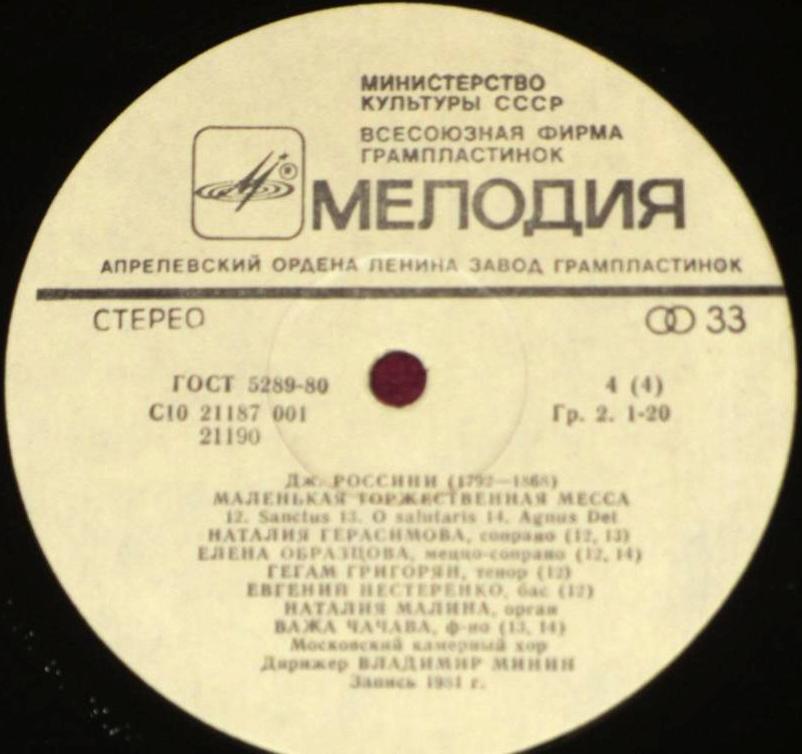 МИНИСТЕРСТВО
КУЛЬТУРЫ СССР
ВСЕСОЮЗНАЯ ФИРМА
ГРАМПЛАСТИНОК
МЕЛОДИЯ
АПРЕЛЕВСКИЙ ОРДЕНА ЛЕНИНА ЗАВОД ГРАМПЛАСТИНОК
СТЕРЕО 33
ГОСТ 5289-80 4 (4)
С10 21187 001 Гр. 2. 1-20
21190
Дж. РОССИНИ (1792—1868)
МАЛЕНЬКАЯ ТОРЖЕСТВЕННАЯ МЕССА
12. Sanctus 13. O salutaris 14. Agnus Dei
НАТАЛИЯ ГЕРАСИМОВА, сопрано (12, 13)
ЕЛЕНА ОБРАЗЦОВА, меццо-сопрано (12, 14)
ГЕГАМ ГРИГОРЯН, тенор (12)
ЕВГЕНИЙ НЕСТЕРЕНКО, бас (12)
НАТАЛИЯ МАЛИНА, орган
ВАЖА ЧАЧАВА, ф-но (13, 14)
Московский камерный хор
Дирижер ВЛАДИМИР МИНИН
Запись 1981 г.